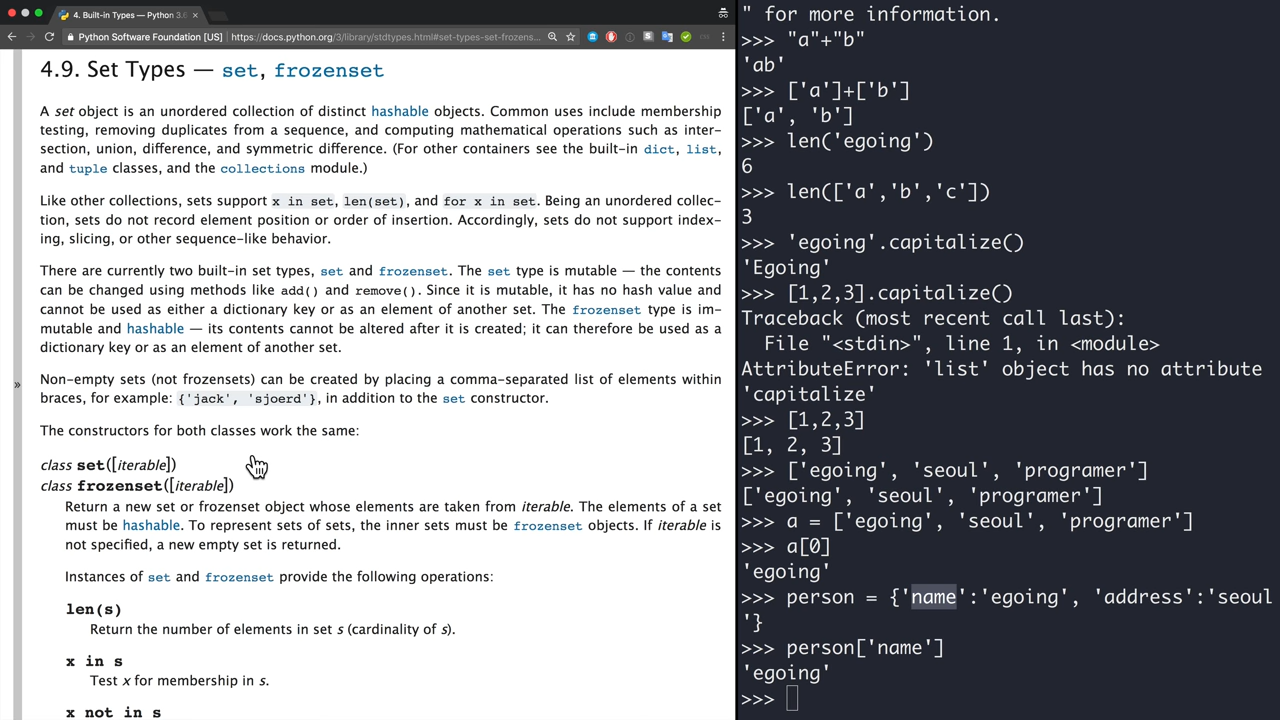 4. Built-in Types — Python 3.6
Python Software Foundation [US]
https://docs.python.org/3/library/stdtypes.html#set-types-set-frozens...
4.9. Set Types — set, frozenset
A set object is an unordered collection of distinct hashable objects. Common uses include membership
testing, removing duplicates from a sequence, and computing mathematical operations such as inter-
section, union, difference, and symmetric difference. (For other containers see the built-in dict, list,
and tuple classes, and the collections module.)
Like other collections, sets support x in set, len(set), and for x in set. Being an unordered collec-
tion, sets do not record element position or order of insertion. Accordingly, sets do not support index-
ing, slicing, or other sequence-like behavior.
There are currently two built-in set types, set and frozenset. The set type is mutable — the contents
can be changed using methods like add() and remove(). Since it is mutable, it has no hash value and
cannot be used as either a dictionary key or as an element of another set. The frozenset type is im-
mutable and hashable — its contents cannot be altered after it is created; it can therefore be used as a
dictionary key or as an element of another set.
Non-empty sets (not frozensets) can be created by placing a comma-separated list of elements within
braces, for example: {'jack', 'sjoerd'}, in addition to the set constructor.
The constructors for both classes work the same:
class set([iterable])
class frozenset([iterable])
Return a new set or frozenset object whose elements are taken from iterable. The elements of a set
must be hashable. To represent sets of sets, the inner sets must be frozenset objects. If iterable is
not specified, a new empty set is returned.
Instances of set and frozenset provide the following operations:
len(s)
Return the number of elements in set s (cardinality of s).
x in s
Test x for membership in s.
x not in s
" for more information.
>>> "a"+"b"
'ab'
>>> ['a']+['b']
['a', 'b']
>>> len('egoing')
6
>>> len(['a','b','c'])
3
>>> 'egoing'.capitalize()
'Egoing'
>>> [1,2,3].capitalize()
Traceback (most recent call last):
  File "<stdin>", line 1, in <module>
AttributeError: 'list' object has no attribute
'capitalize'
>>> [1,2,3]
[1, 2, 3]
>>> ['egoing', 'seoul', 'programer']
['egoing', 'seoul', 'programer']
>>> a = ['egoing', 'seoul', 'programer']
>>> a[0]
'egoing'
>>> person = {'name':'egoing', 'address':'seoul
'}
>>> person['name']
'egoing'
>>>